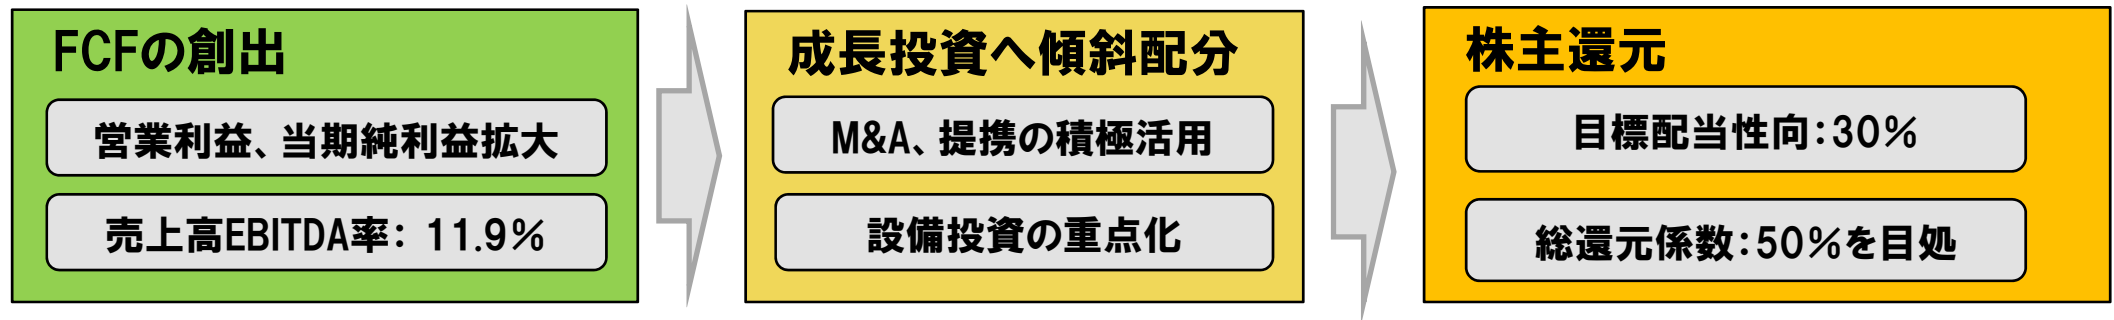 FCFの創出
営業利益、当期純利益拡大
売上高EBITDA率： 11.9％
成長投資へ傾斜配分
M&A、提携の積極活用
設備投資の重点化
株主還元
目標配当性向：30％
総還元係数：50％を目処